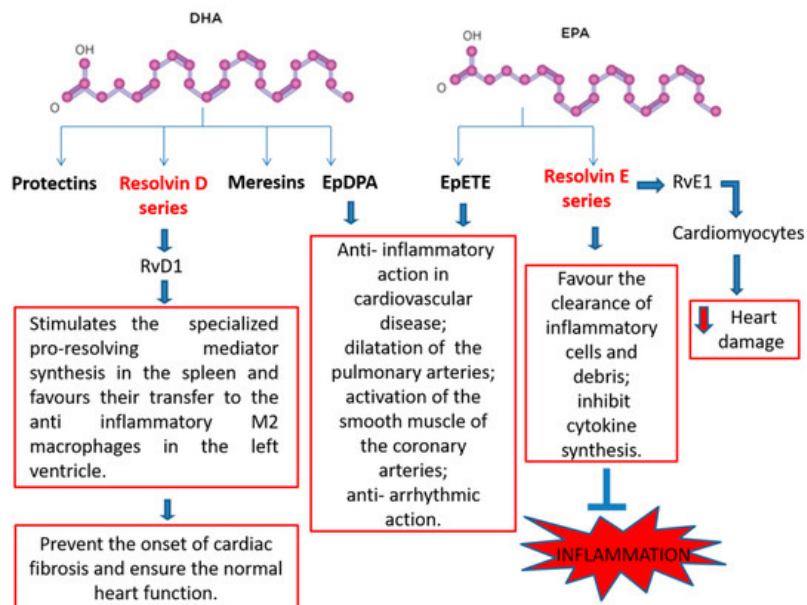 DHA
OH
O
EPA
OH
O
Protectins
Resolvin D
series
Meresins
EpDPA
EpETE
Resolvin E
series
RvE1
Cardiomyocytes
Heart
damage
RvD1
Stimulates the specialized
pro-resolving mediator
synthesis in the spleen and
favours their transfer to the
anti inflammatory M2
macrophages in the left
ventricle.
Prevent the onset of cardiac
fibrosis and ensure the normal
heart function.
Anti- inflammatory
action in
cardiovascular
disease;
dilatation of the
pulmonary arteries;
activation of the
smooth muscle of
the coronary
arteries;
anti- arrhythmic
action.
Favour the
clearance of
inflammatory
cells and
debris;
inhibit
cytokine
synthesis.
INFLAMMATION